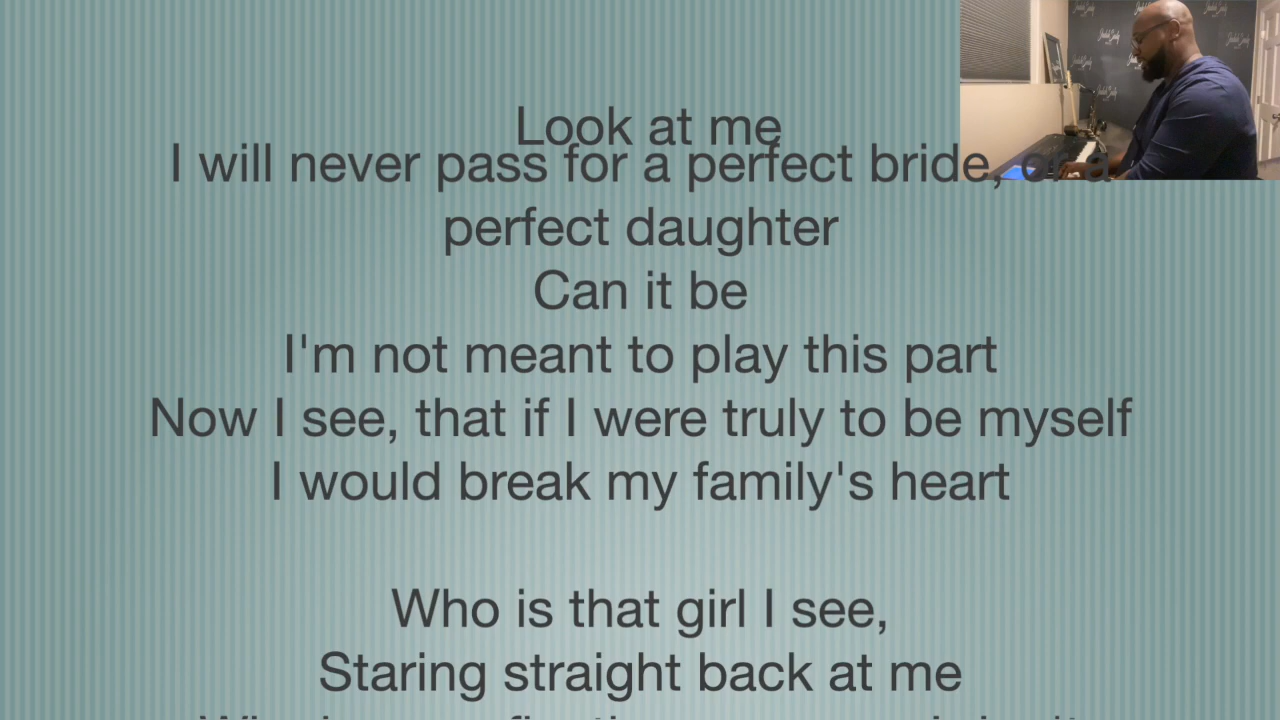 Look at me
I will never pass for a perfect bride, or a
perfect daughter
Can it be
I'm not meant to play this part
Now I see, that if I were truly to be myself
I would break my family's heart
Who is that girl I see,
Staring straight back at me